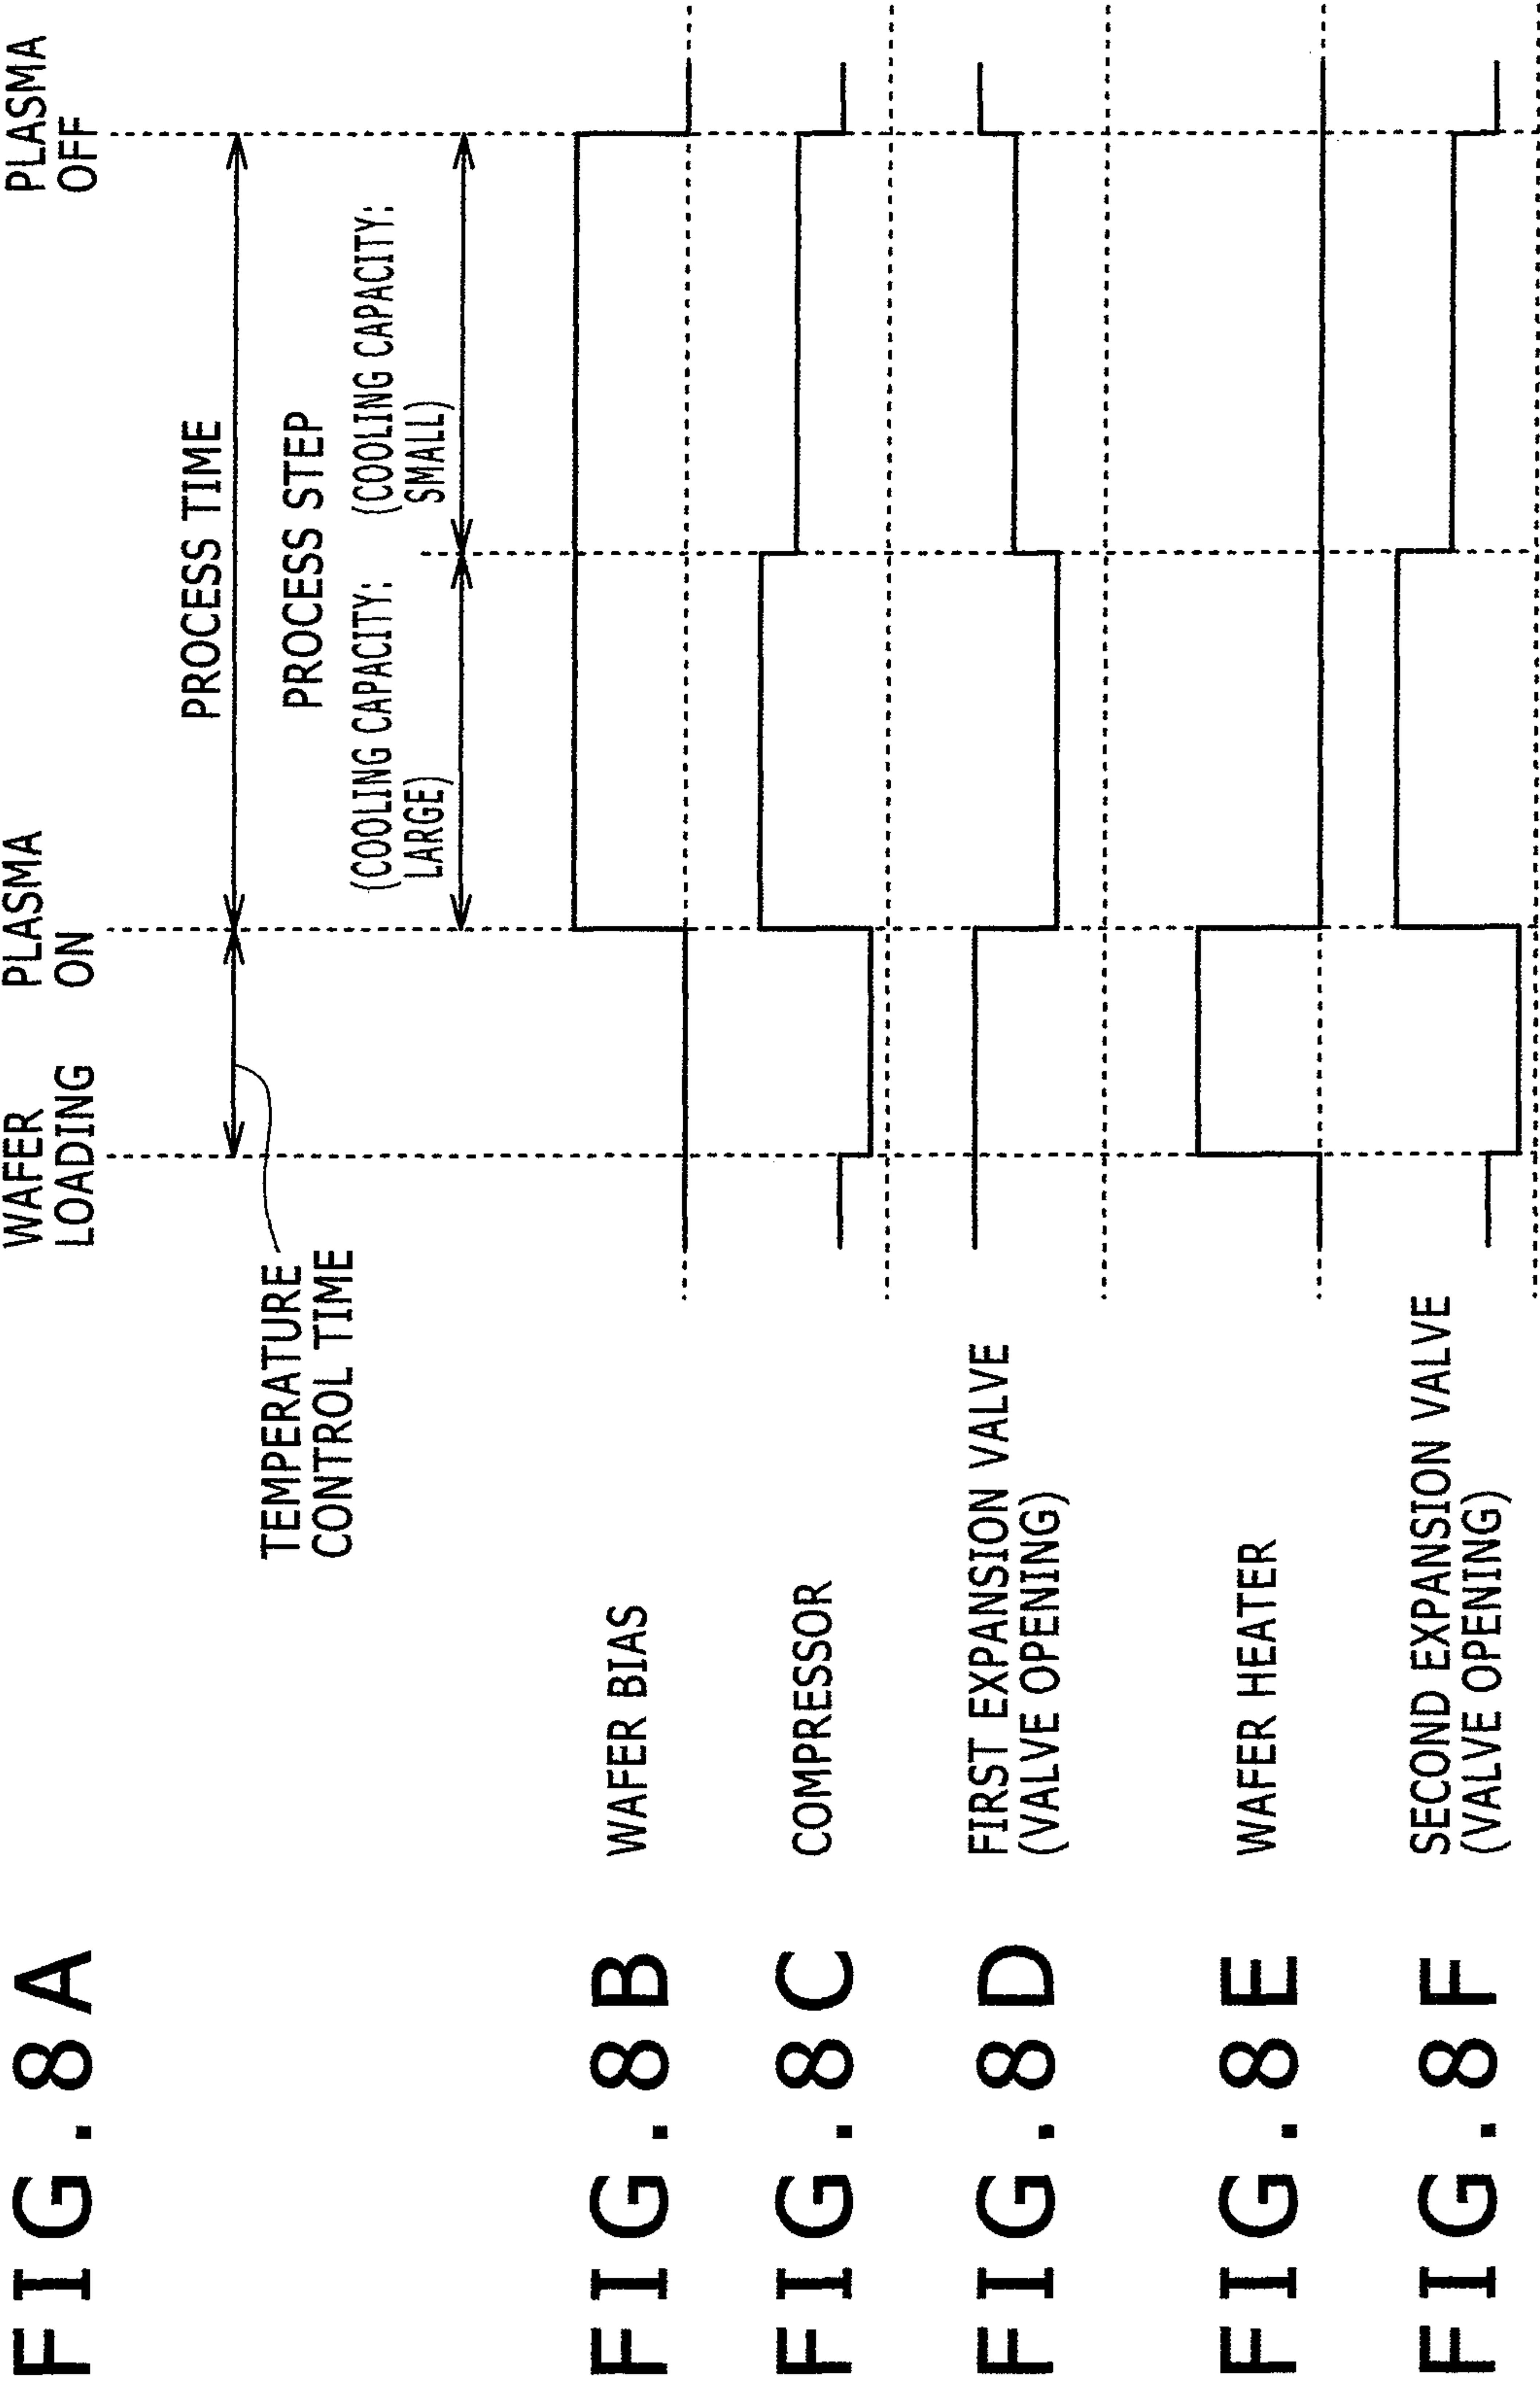 FIG.8A
WAFER
LOADING
PLASMA
ON
PLASMA
OFF
PROCESS TIME
TEMPERATURE
CONTROL TIME
PROCESS STEP
(COOLING CAPACITY:
LARGE)
(COOLING CAPACITY:
SMALL)
FIG.8B
WAFER BIAS
FIG.8C
COMPRESSOR
FIG.8D
FIRST EXPANSION VALVE
(VALVE OPENING)
FIG.8E
WAFER HEATER
FIG.8F
SECOND EXPANSION VALVE
(VALVE OPENING)